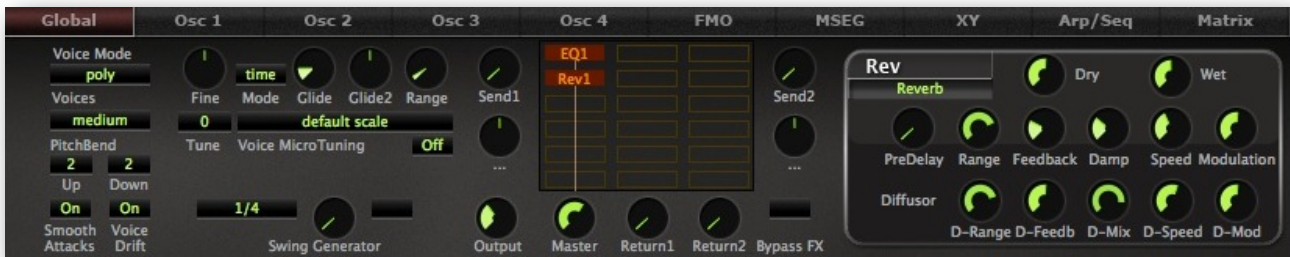 Global Osc 1 Osc 2 Osc 3 Osc 4 FMO MSEG XY Arp/Seq Matrix
Voice Mode
poly
Voices
medium
PitchBend
2 2
Up Down
On On
Smooth Voice
Attacks Drift
time
Fine Mode Glide Glide2 Range
0 default scale
Tune Voice MicroTuning Off
1/4
Swing Generator
Send1
...
Output
EQ1
Rev1
Master Return1 Return2 Bypass FX
Send2
...
Rev
Reverb
Dry Wet
PreDelay Range Feedback Damp Speed Modulation
Diffusor
D-Range D-Feedb D-Mix D-Speed D-Mod